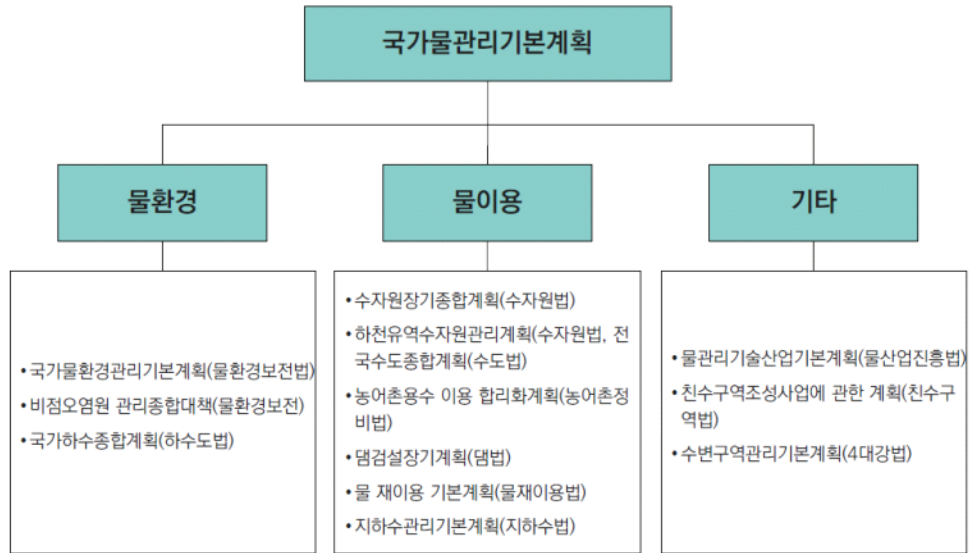 국가물관리기본계획
물환경
물이용
기타
• 국가물환경관리기본계획(물환경보전법)
• 비점오염원 관리종합대책(물환경보전)
• 국가하수종합계획(하수도법)
• 수자원장기종합계획(수자원법)
• 하천유역수자원관리계획(수자원법, 전
국수도종합계획(수도법)
• 농어촌용수 이용 합리화계획(농어촌정
비법)
• 댐검설장기계획(댐법)
• 물 재이용 기본계획(물재이용법)
• 지하수관리기본계획(지하수법)
• 물관리기술산업기본계획(물산업진흥법)
• 친수구역조성사업에 관한 계획(친수구
역법)
• 수변구역관리기본계획(4대강법)